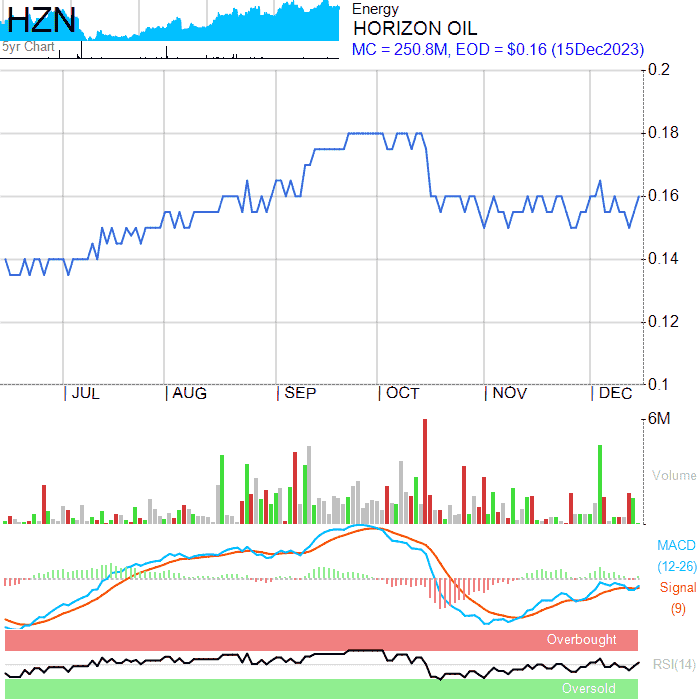 HZN
5yr Chart
Energy
HORIZON OIL
MC = 250.8M, EOD = $0.16 (15Dec2023)
0.2
0.18
0.16
0.14
0.12
0.1
JUL AUG SEP OCT NOV DEC
6M
Volume
MACD
(12-26)
Signal
(9)
Overbought
RSI(14)
Oversold